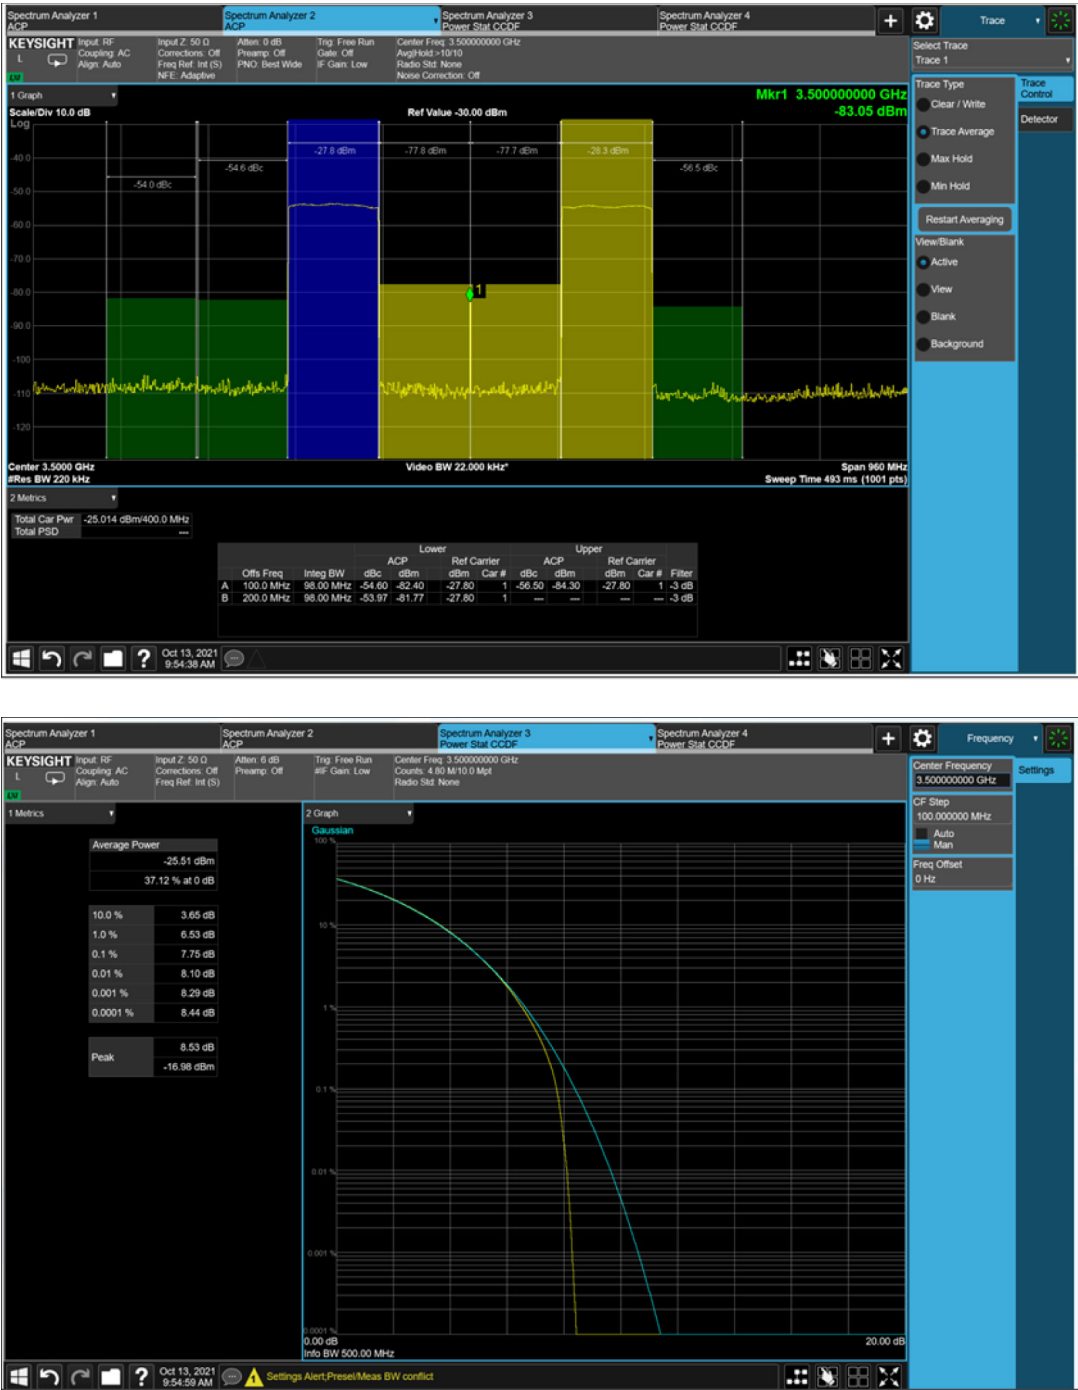 Spectrum Analyzer 1
ACP
Spectrum Analyzer 2
ACP
Spectrum Analyzer 3
Power Stat CCDF
Spectrum Analyzer 4
Power Stat CCDF
+
Trace
KEYSIGHT
L
LV
Input: RF
Coupling: AC
Align: Auto
Input Z: 50 Ω
Corrections: Off
Freq Ref: Int (S)
NFE: Adaptive
Atten: 0 dB
Preamp: Off
PNO: Best Wide
Trig: Free Run
Gate: Off
IF Gain: Low
Center Freq: 3.500000000 GHz
Avg|Hold:>10/10
Radio Std: None
Noise Correction: Off
Select Trace
Trace 1
Trace Type
Clear / Write
Trace Average
Max Hold
Min Hold
Restart Averaging
View/Blank
Active
View
Blank
Background
Trace Control
Detector
1 Graph
Scale/Div 10.0 dB
Ref Value -30.00 dBm
Mkr1 3.500000000 GHz
-83.05 dBm
Log
-40.0
-50.0
-60.0
-70.0
-80.0
-90.0
-100
-110
-120
-54.0 dBc
-54.6 dBc
-27.8 dBm
-77.8 dBm
-77.7 dBm
-28.3 dBm
-56.5 dBc
1
Center 3.5000 GHz
#Res BW 220 kHz
Video BW 22.000 kHz*
Span 960 MHz
Sweep Time 493 ms (1001 pts)
2 Metrics
Total Car Pwr -25.014 dBm/400.0 MHz
Total PSD ---
Lower Upper
ACP Ref Carrier ACP Ref Carrier
Offs Freq Integ BW dBc dBm dBm Car # dBc dBm dBm Car # Filter
A 100.0 MHz 98.00 MHz -54.60 -82.40 -27.80 1 -56.50 -84.30 -27.80 1 -3 dB
B 200.0 MHz 98.00 MHz -53.97 -81.77 -27.80 1 --- --- --- --- -3 dB
?
Oct 13, 2021
9:54:38 AM
Spectrum Analyzer 1
ACP
Spectrum Analyzer 2
ACP
Spectrum Analyzer 3
Power Stat CCDF
Spectrum Analyzer 4
Power Stat CCDF
+
Frequency
KEYSIGHT
L
LV
Input: RF
Coupling: AC
Align: Auto
Input Z: 50 Ω
Corrections: Off
Freq Ref: Int (S)
Atten: 6 dB
Preamp: Off
Trig: Free Run
#IF Gain: Low
Center Freq: 3.500000000 GHz
Counts: 4.80 M/10.0 Mpt
Radio Std: None
Center Frequency
3.500000000 GHz
CF Step
100.000000 MHz
Auto
Man
Freq Offset
0 Hz
Settings
1 Metrics
Average Power
-25.51 dBm
37.12 % at 0 dB
10.0 % 3.65 dB
1.0 % 6.53 dB
0.1 % 7.75 dB
0.01 % 8.10 dB
0.001 % 8.29 dB
0.0001 % 8.44 dB
Peak
8.53 dB
-16.98 dBm
2 Graph
Gaussian
100 %
10 %
1 %
0.1 %
0.01 %
0.001 %
0.0001 %
0.00 dB
20.00 dB
Info BW 500.00 MHz
?
Oct 13, 2021
9:54:59 AM
Settings Alert;Presel/Meas BW conflict